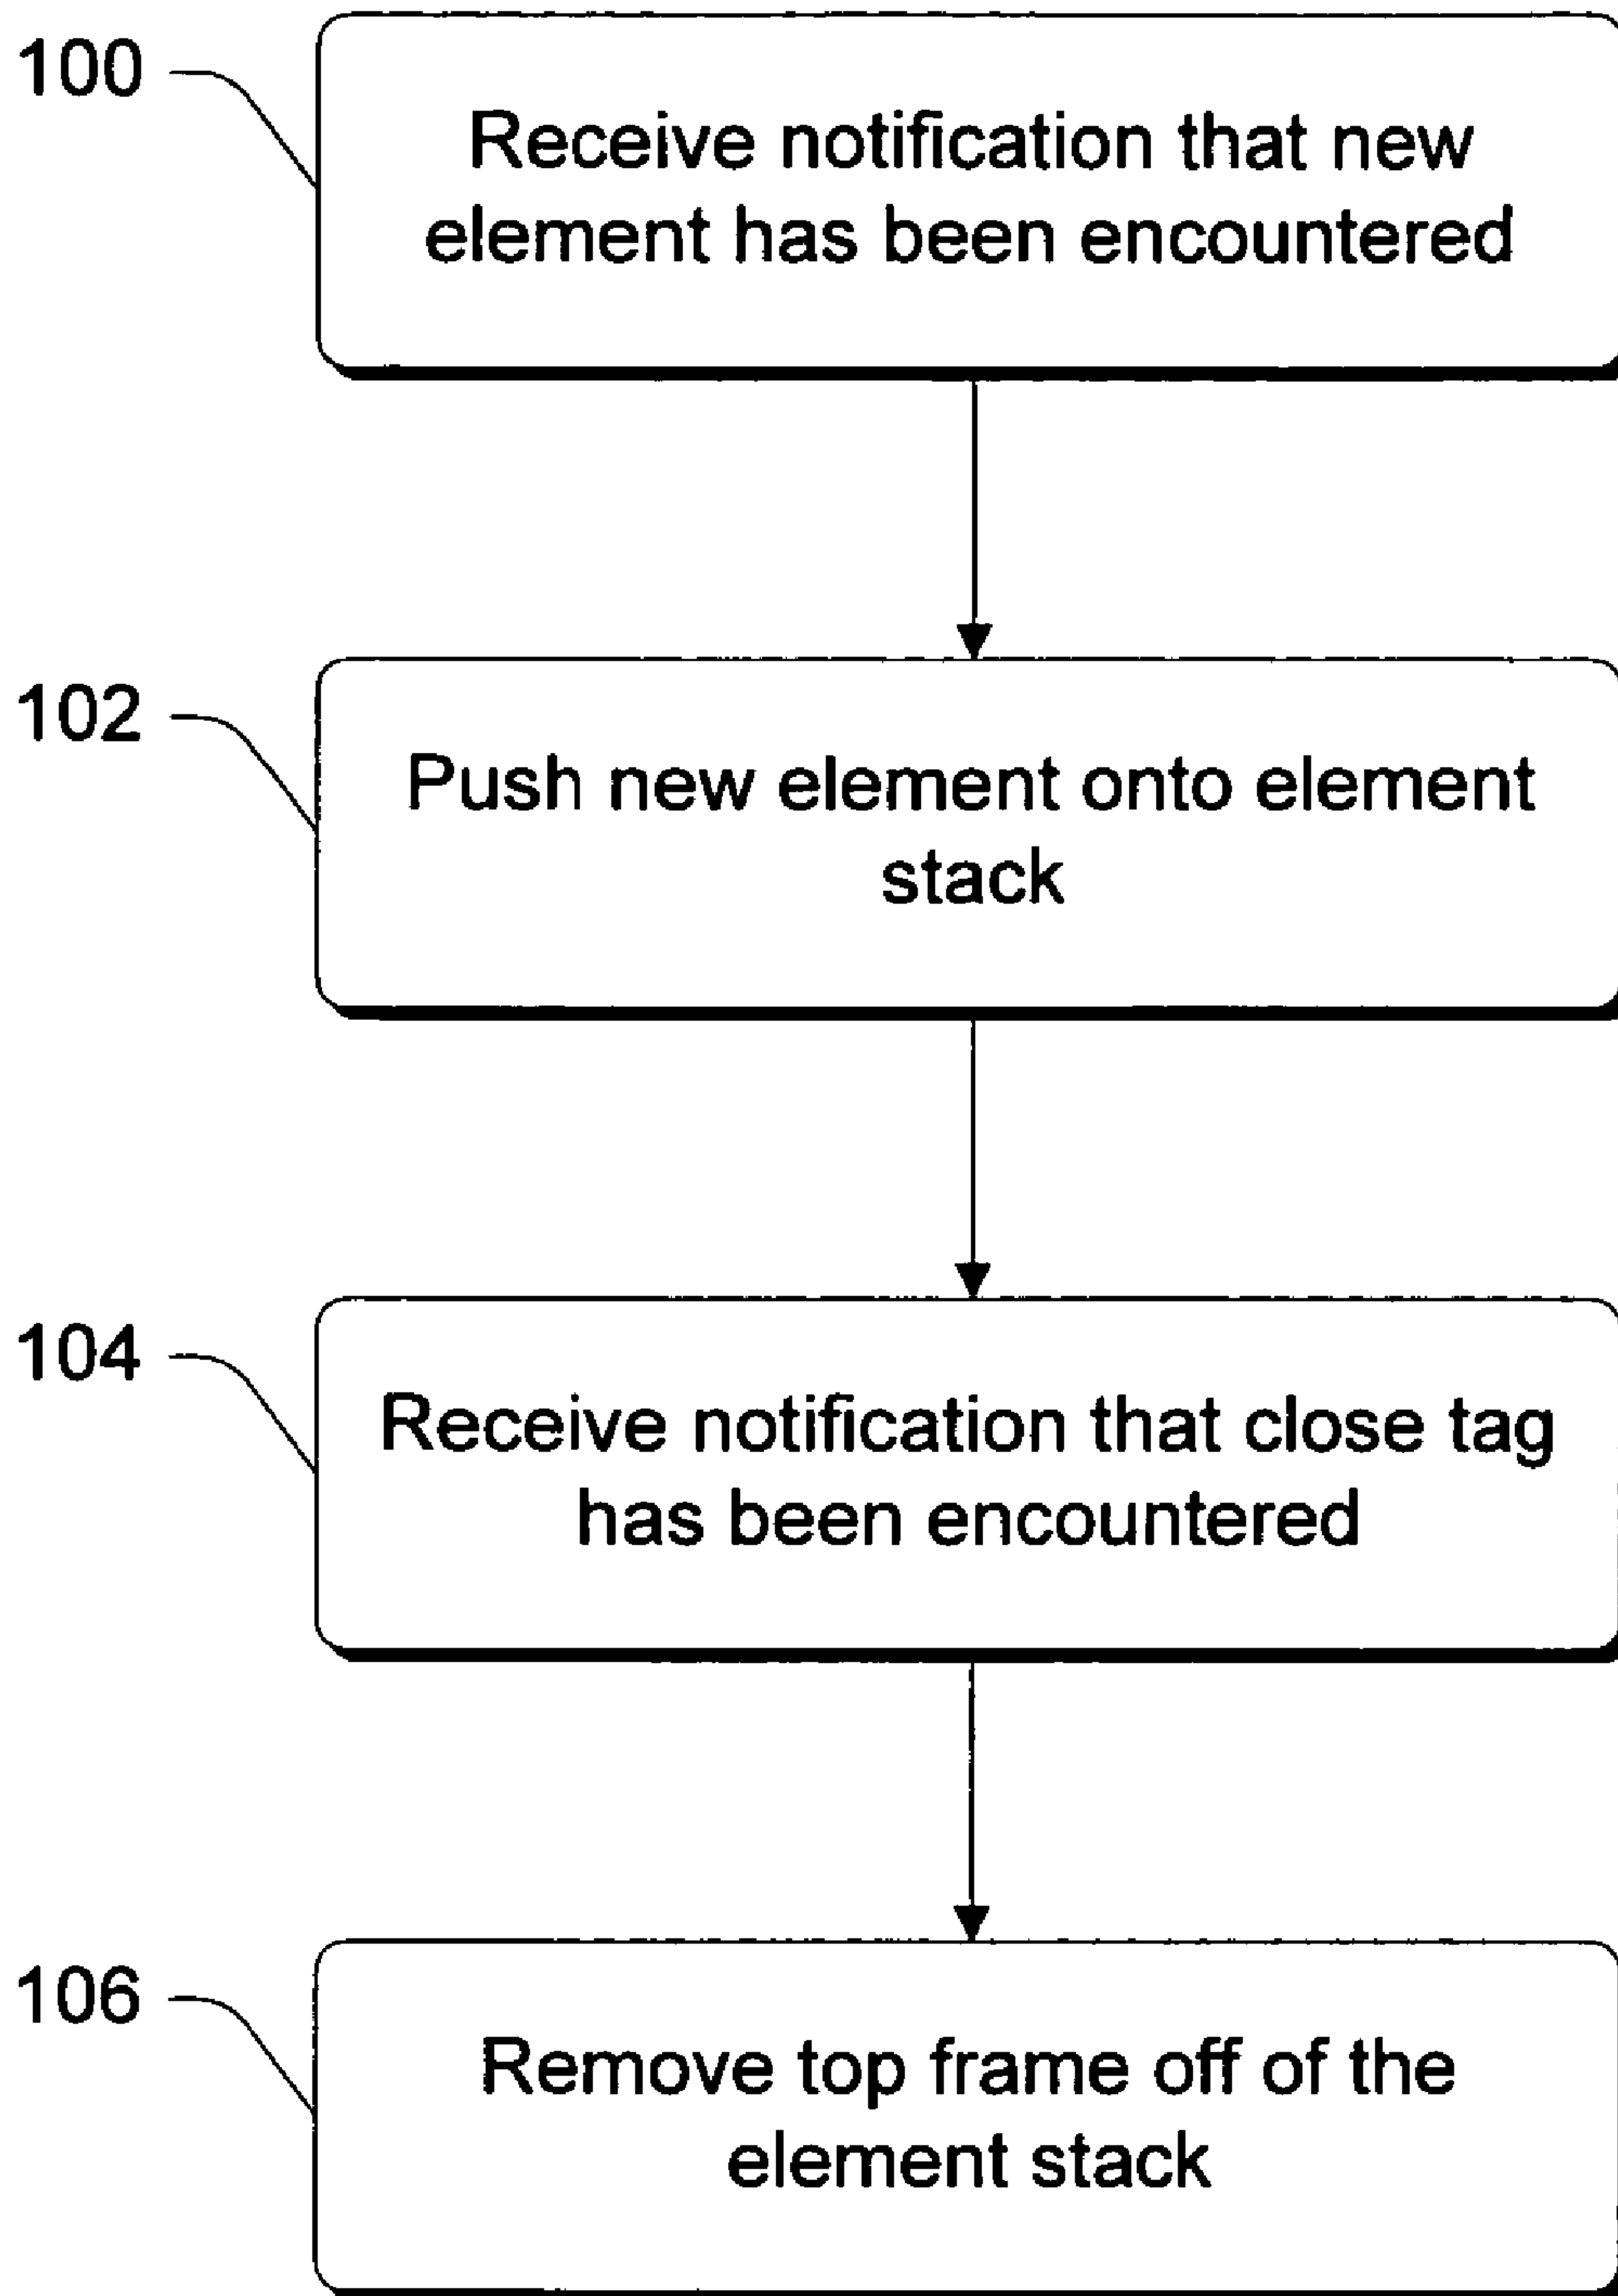 100
Receive notification that new
element has been encountered
102
Push new element onto element
stack
104
Receive notification that close tag
has been encountered
106
Remove top frame off of the
element stack